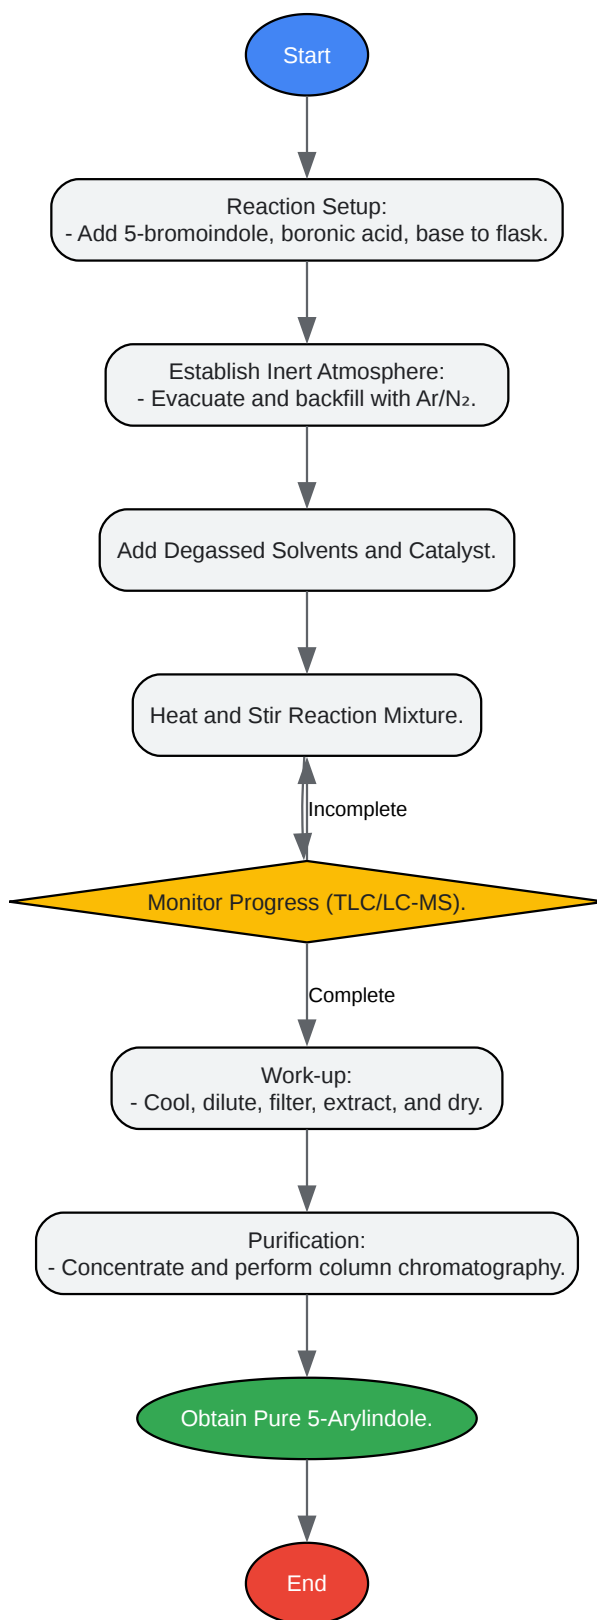 Start
Reaction Setup:
- Add 5-bromoindole, boronic acid, base to flask.
Establish Inert Atmosphere:
- Evacuate and backfill with Ar/N₂.
Add Degassed Solvents and Catalyst.
Heat and Stir Reaction Mixture.
Incomplete
Monitor Progress (TLC/LC-MS).
Complete
Work-up:
- Cool, dilute, filter, extract, and dry.
Purification:
- Concentrate and perform column chromatography.
Obtain Pure 5-Arylindole.
End